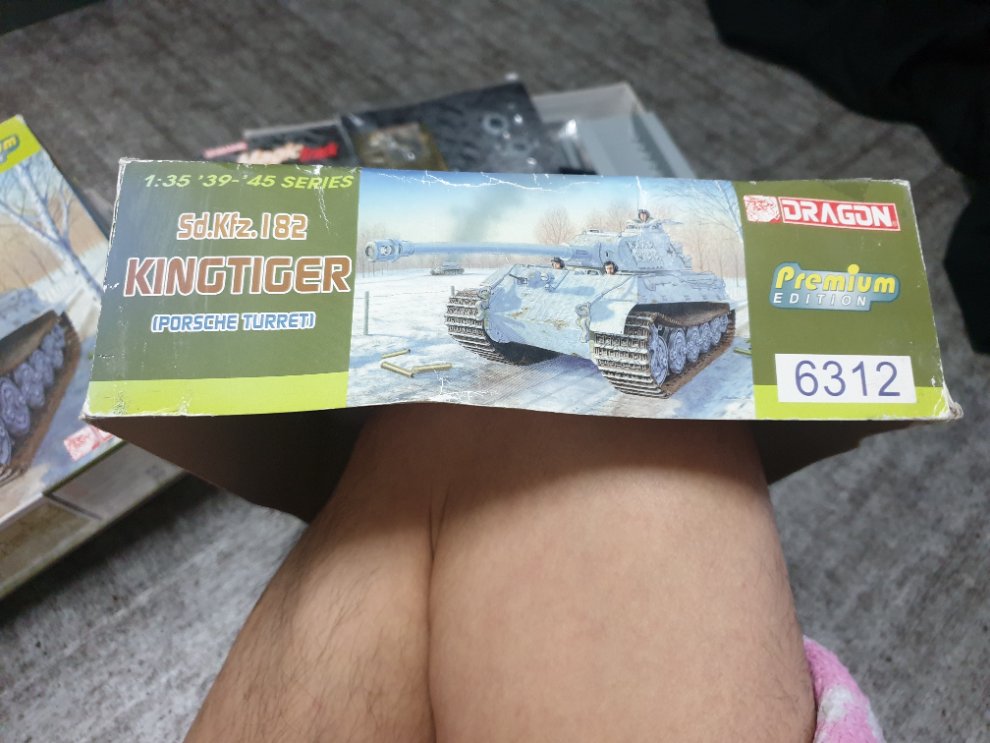 1:35 '39-'45 SERIES
Sd.Kfz.182
KINGTIGER
(PORSCHE TURRET)
DRAGON
Premium
EDITION
6312